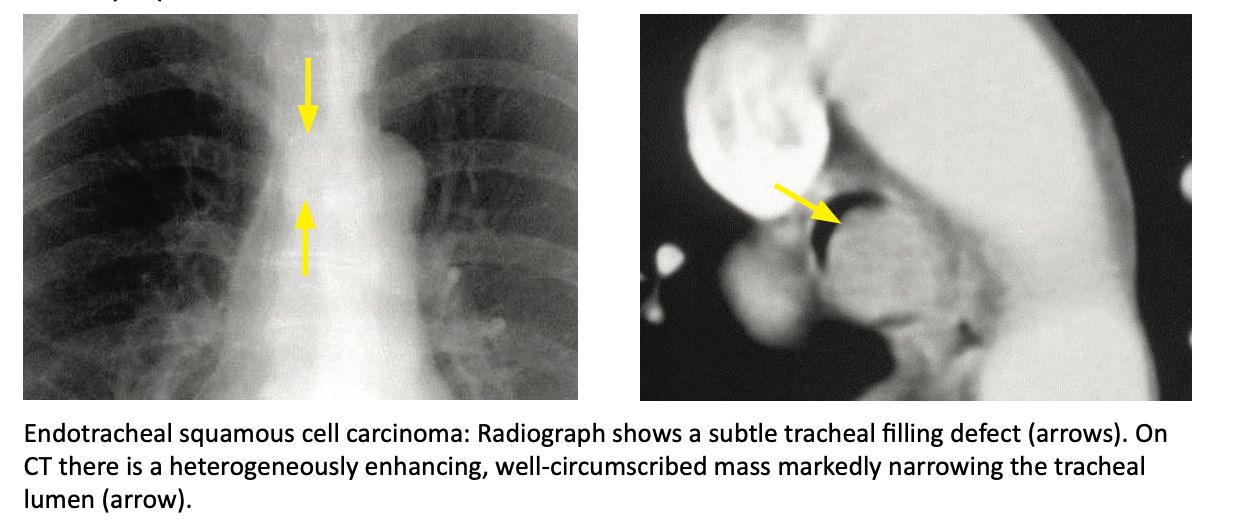 Endotracheal squamous cell carcinoma: Radiograph shows a subtle tracheal filling defect (arrows). On
CT there is a heterogeneously enhancing, well-circumscribed mass markedly narrowing the tracheal
lumen (arrow).